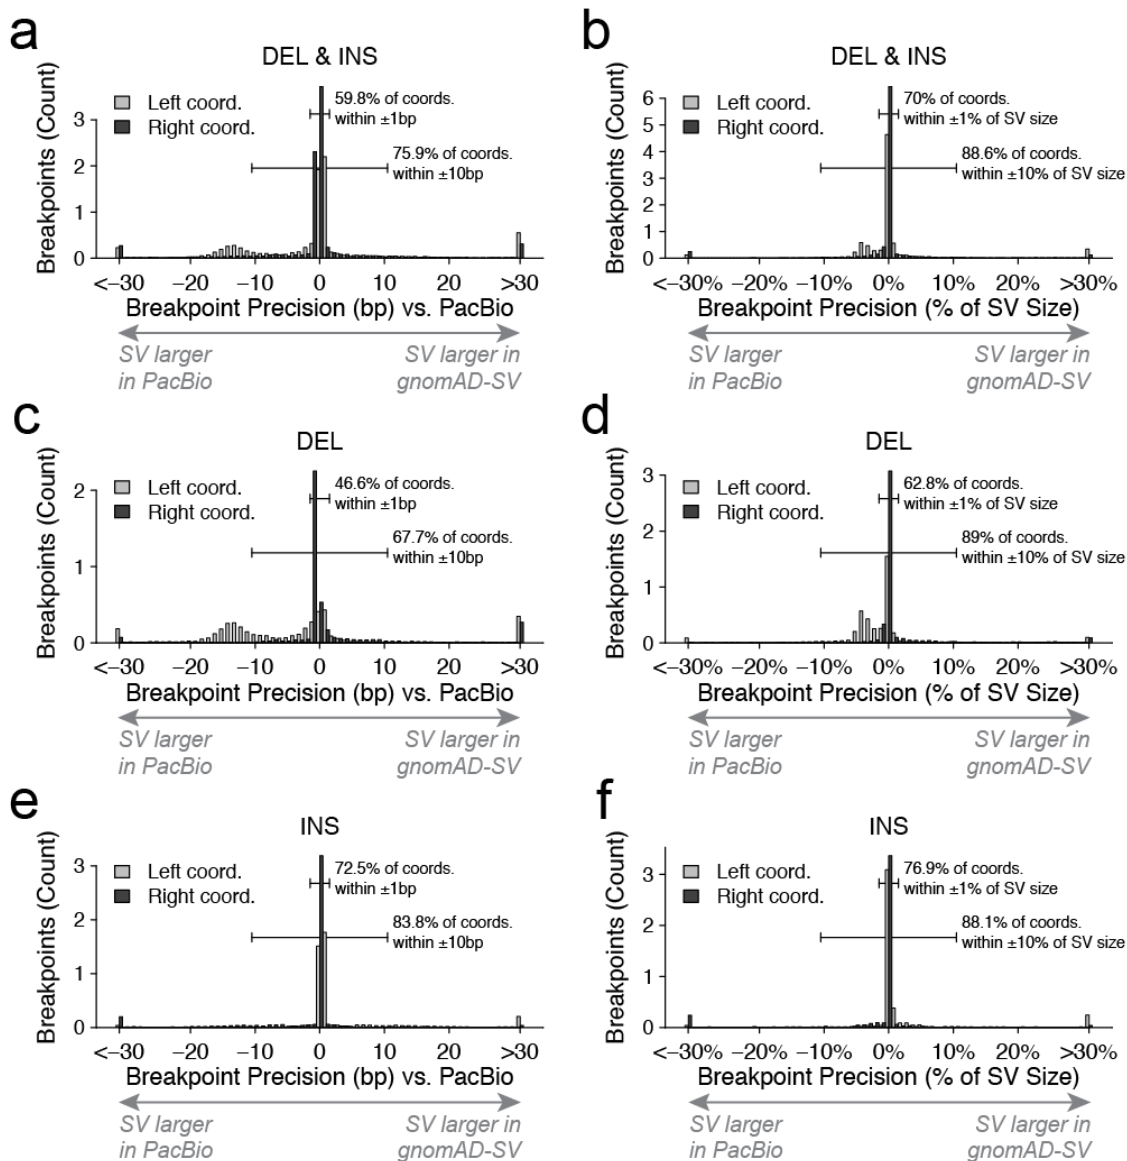 a
DEL & INS
Breakpoints (Count)
3
2
1
0
Left coord.
Right coord.
59.8% of coords.
within ±1bp
75.9% of coords.
within ±10bp
<−30 −20 −10 0 10 20 >30
Breakpoint Precision (bp) vs. PacBio
SV larger
in PacBio
SV larger in
gnomAD-SV
b
DEL & INS
Breakpoints (Count)
6
5
4
3
2
1
0
Left coord.
Right coord.
70% of coords.
within ±1% of SV size
88.6% of coords.
within ±10% of SV size
<−30% −20% −10% 0% 10% 20% >30%
Breakpoint Precision (% of SV Size)
SV larger
in PacBio
SV larger in
gnomAD-SV
c
DEL
Breakpoints (Count)
2
1
0
Left coord.
Right coord.
46.6% of coords.
within ±1bp
67.7% of coords.
within ±10bp
<−30 −20 −10 0 10 20 >30
Breakpoint Precision (bp) vs. PacBio
SV larger
in PacBio
SV larger in
gnomAD-SV
d
DEL
Breakpoints (Count)
3
2
1
0
Left coord.
Right coord.
62.8% of coords.
within ±1% of SV size
89% of coords.
within ±10% of SV size
<−30% −20% −10% 0% 10% 20% >30%
Breakpoint Precision (% of SV Size)
SV larger
in PacBio
SV larger in
gnomAD-SV
e
INS
Breakpoints (Count)
3
2
1
0
Left coord.
Right coord.
72.5% of coords.
within ±1bp
83.8% of coords.
within ±10bp
<−30 −20 −10 0 10 20 >30
Breakpoint Precision (bp) vs. PacBio
SV larger
in PacBio
SV larger in
gnomAD-SV
f
INS
Breakpoints (Count)
3
2
1
0
Left coord.
Right coord.
76.9% of coords.
within ±1% of SV size
88.1% of coords.
within ±10% of SV size
<−30% −20% −10% 0% 10% 20% >30%
Breakpoint Precision (% of SV Size)
SV larger
in PacBio
SV larger in
gnomAD-SV